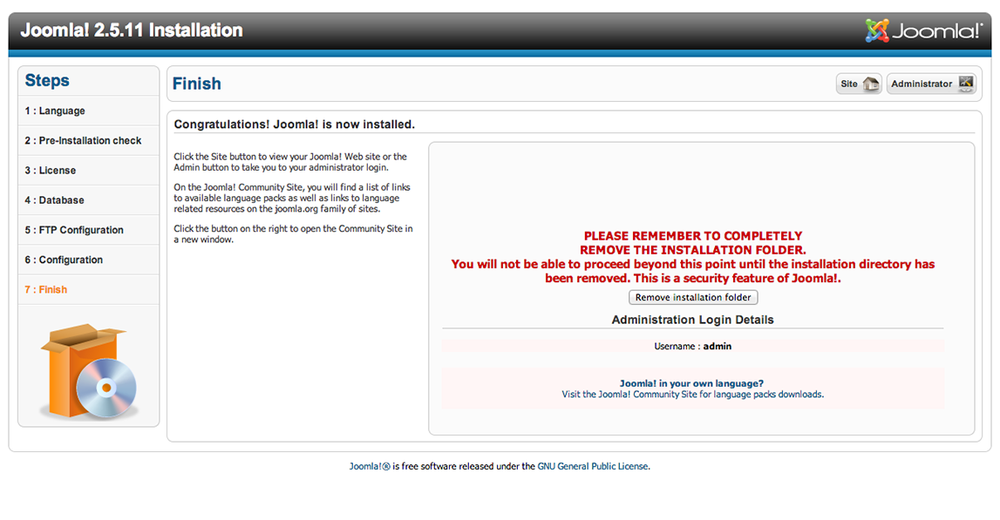 Joomla! 2.5.11 Installation
Joomla!®
Steps
1 : Language
2 : Pre-Installation check
3 : License
4 : Database
5 : FTP Configuration
6 : Configuration
7 : Finish
Finish
Site
Administrator
Congratulations! Joomla! is now installed.
Click the Site button to view your Joomla! Web site or the
Admin button to take you to your administrator login.
On the Joomla! Community Site, you will find a list of links
to available language packs as well as links to language
related resources on the joomla.org family of sites.
Click the button on the right to open the Community Site in
a new window.
PLEASE REMEMBER TO COMPLETELY
REMOVE THE INSTALLATION FOLDER.
You will not be able to proceed beyond this point until the installation directory has
been removed. This is a security feature of Joomla!.
Remove installation folder
Administration Login Details
Username : admin
Joomla! in your own language?
Visit the Joomla! Community Site for language packs downloads.
Joomla!® is free software released under the GNU General Public License.